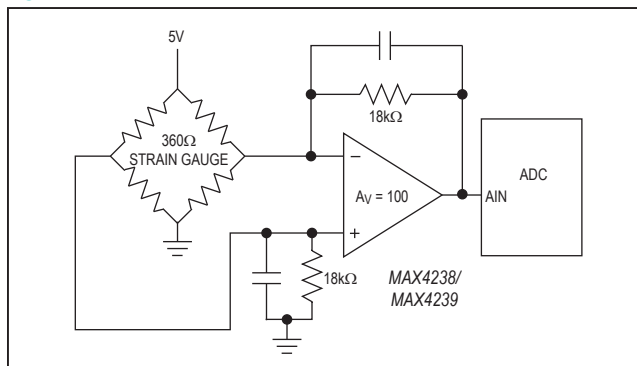 5V
360Ω
STRAIN GAUGE
18kΩ
AV = 100
AIN
ADC
18kΩ
MAX4238/
MAX4239